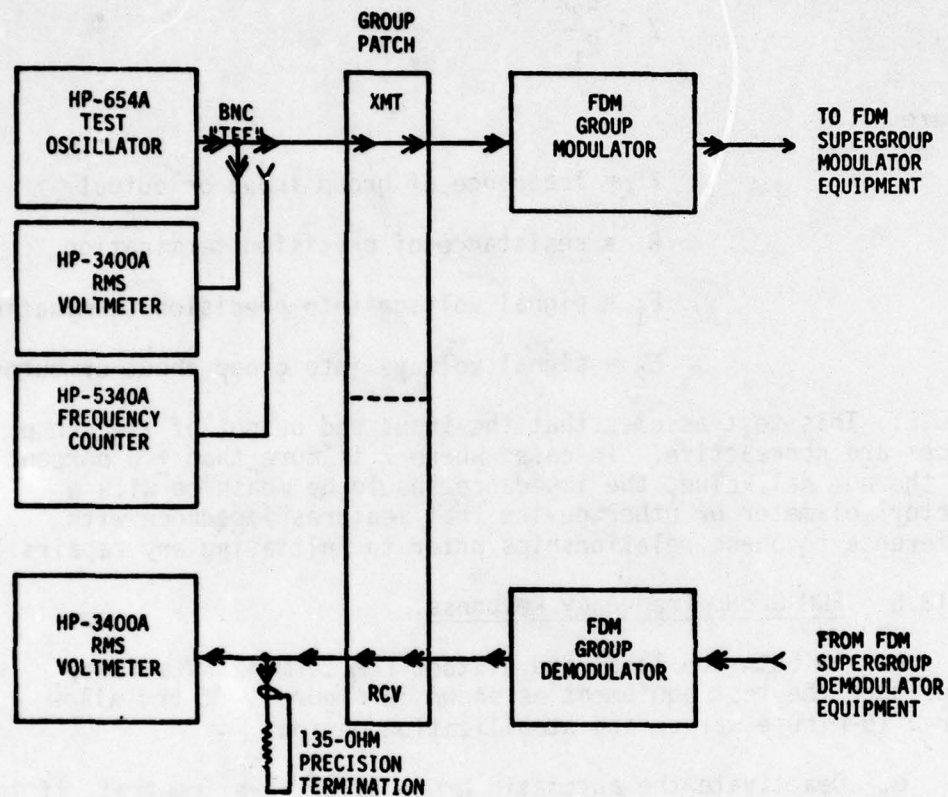 GROUP
PATCH
HP-654A
TEST
OSCILLATOR
BNC
"TEE"
XMT
FDM
GROUP
MODULATOR
TO FDM
SUPERGROUP
MODULATOR
EQUIPMENT
HP-3400A
RMS
VOLTMETER
HP-5340A
FREQUENCY
COUNTER
HP-3400A
RMS
VOLTMETER
RCV
FDM
GROUP
DEMODULATOR
FROM FDM
SUPERGROUP
DEMODULATOR
EQUIPMENT
135-OHM
PRECISION
TERMINATION